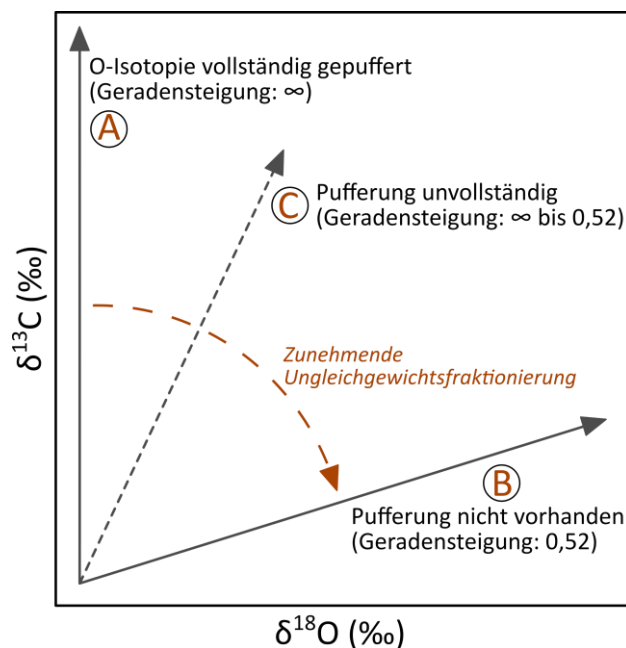 O-Isotopie vollständig gepuffert
(Geradensteigung: ∞)
A
C
Pufferung unvollständig
(Geradensteigung: ∞ bis 0,52)
Zunehmende
Ungleichgewichtsfraktionierung
B
Pufferung nicht vorhanden
(Geradensteigung: 0,52)
δ¹³C (‰)
δ¹⁸O (‰)